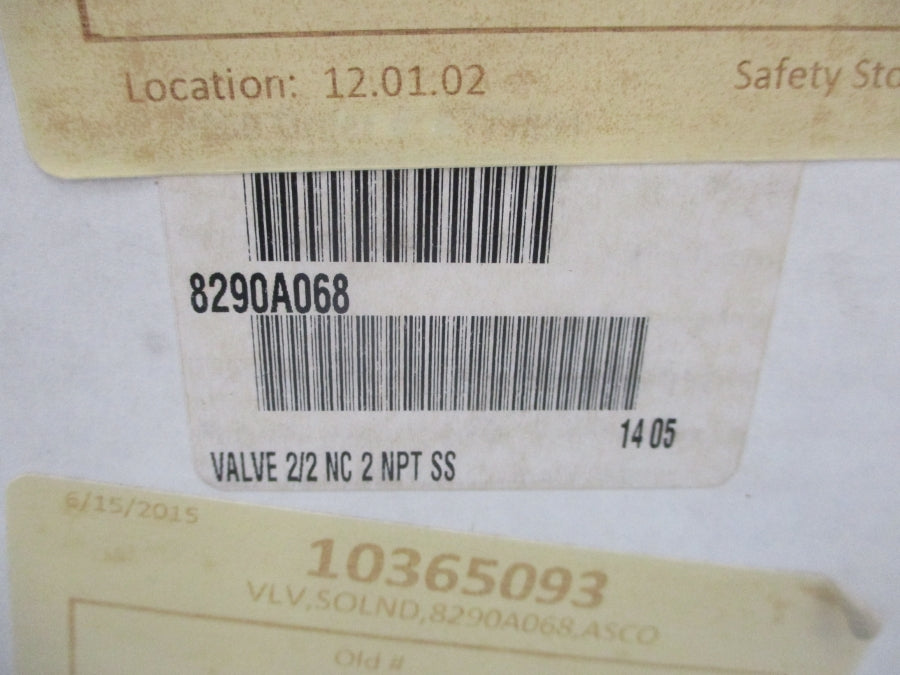 Location: 12.01.02
Safety Sto
8290A068
14 05
VALVE 2/2 NC 2 NPT SS
6/15/2015
10365093
VLV,SOLND,8290A068,ASCO
Old #